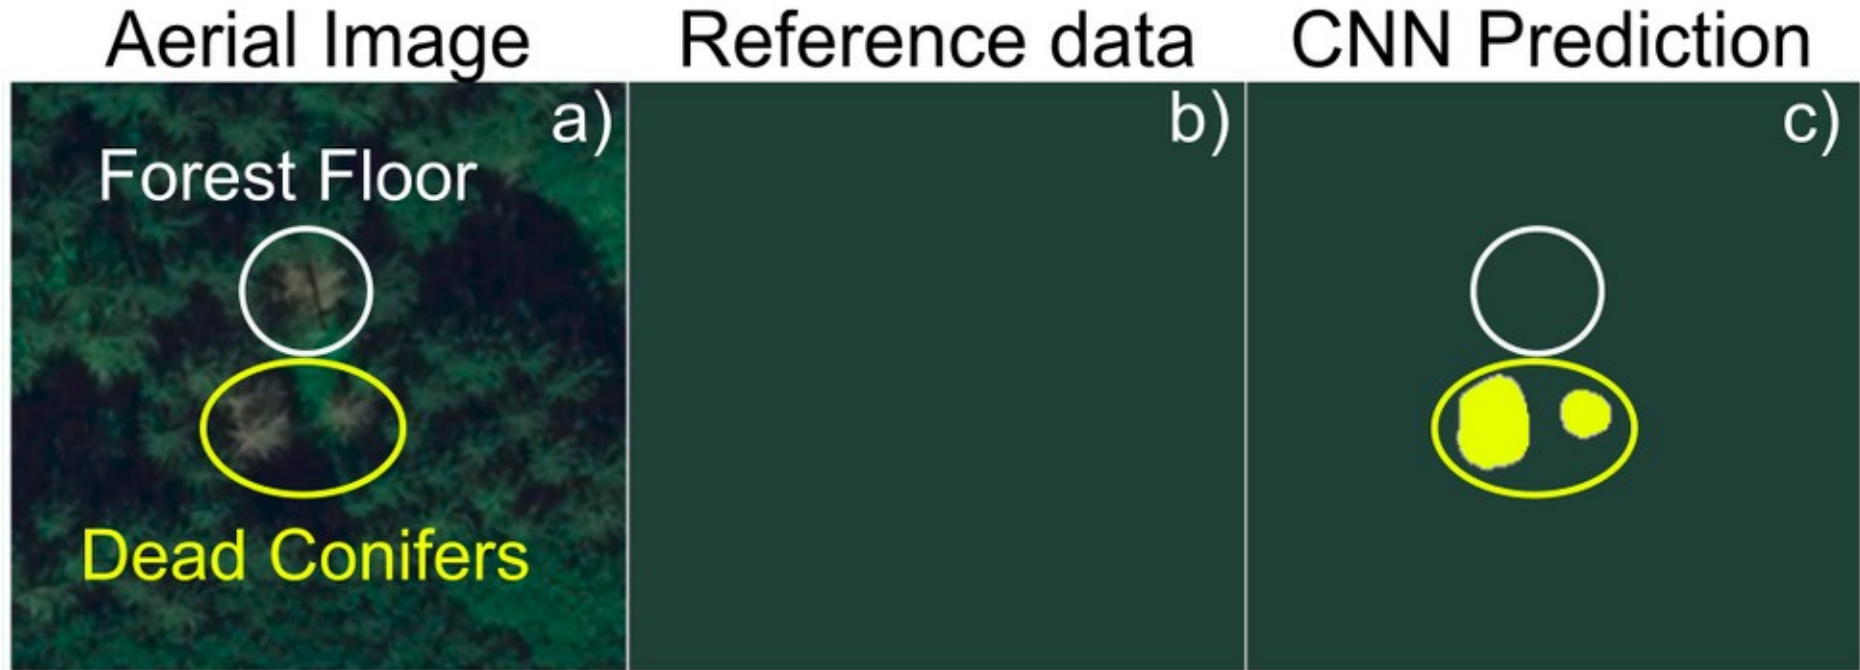 Aerial Image
Reference data
CNN Prediction
a)
b)
c)
Forest Floor
Dead Conifers